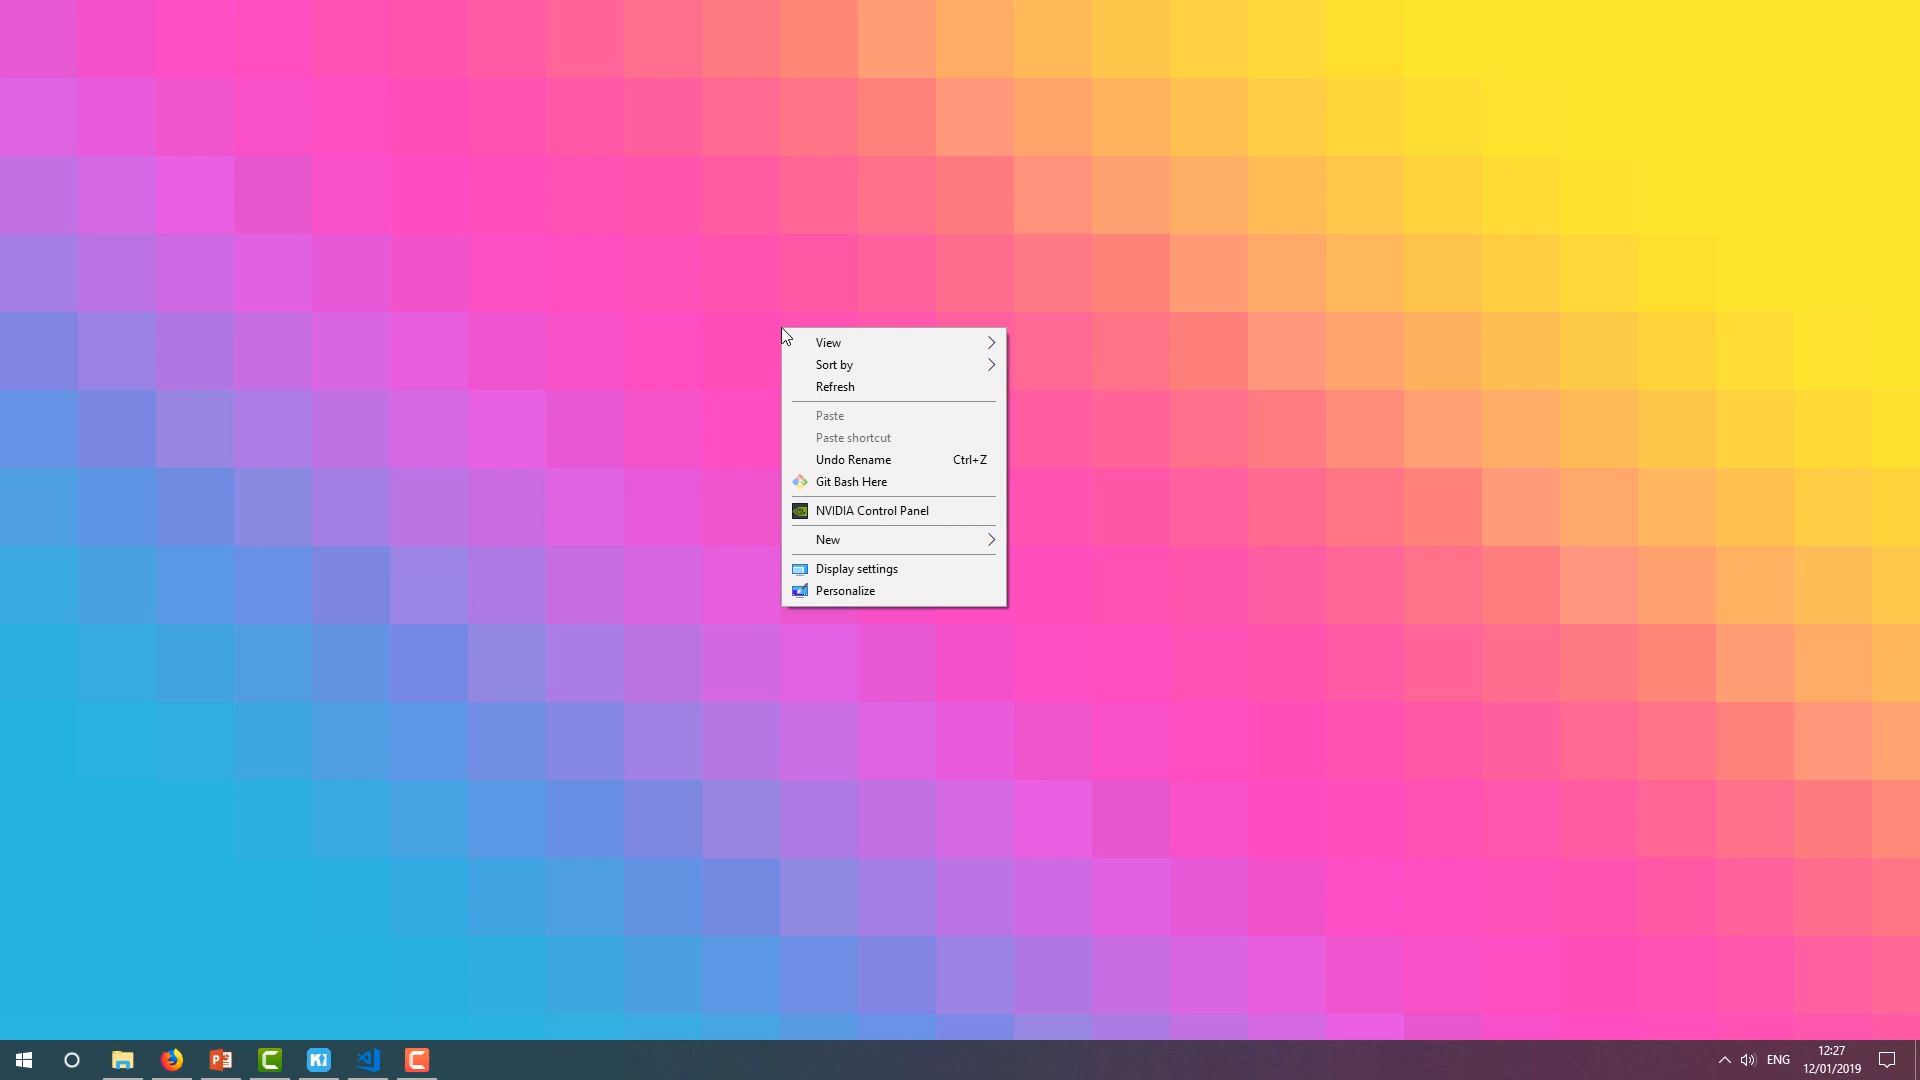 View
Sort by
Refresh
Paste
Paste shortcut
Undo Rename Ctrl+Z
Git Bash Here
NVIDIA Control Panel
New
Display settings
Personalize
P
C
Ki
C
ENG
12:27
12/01/2019